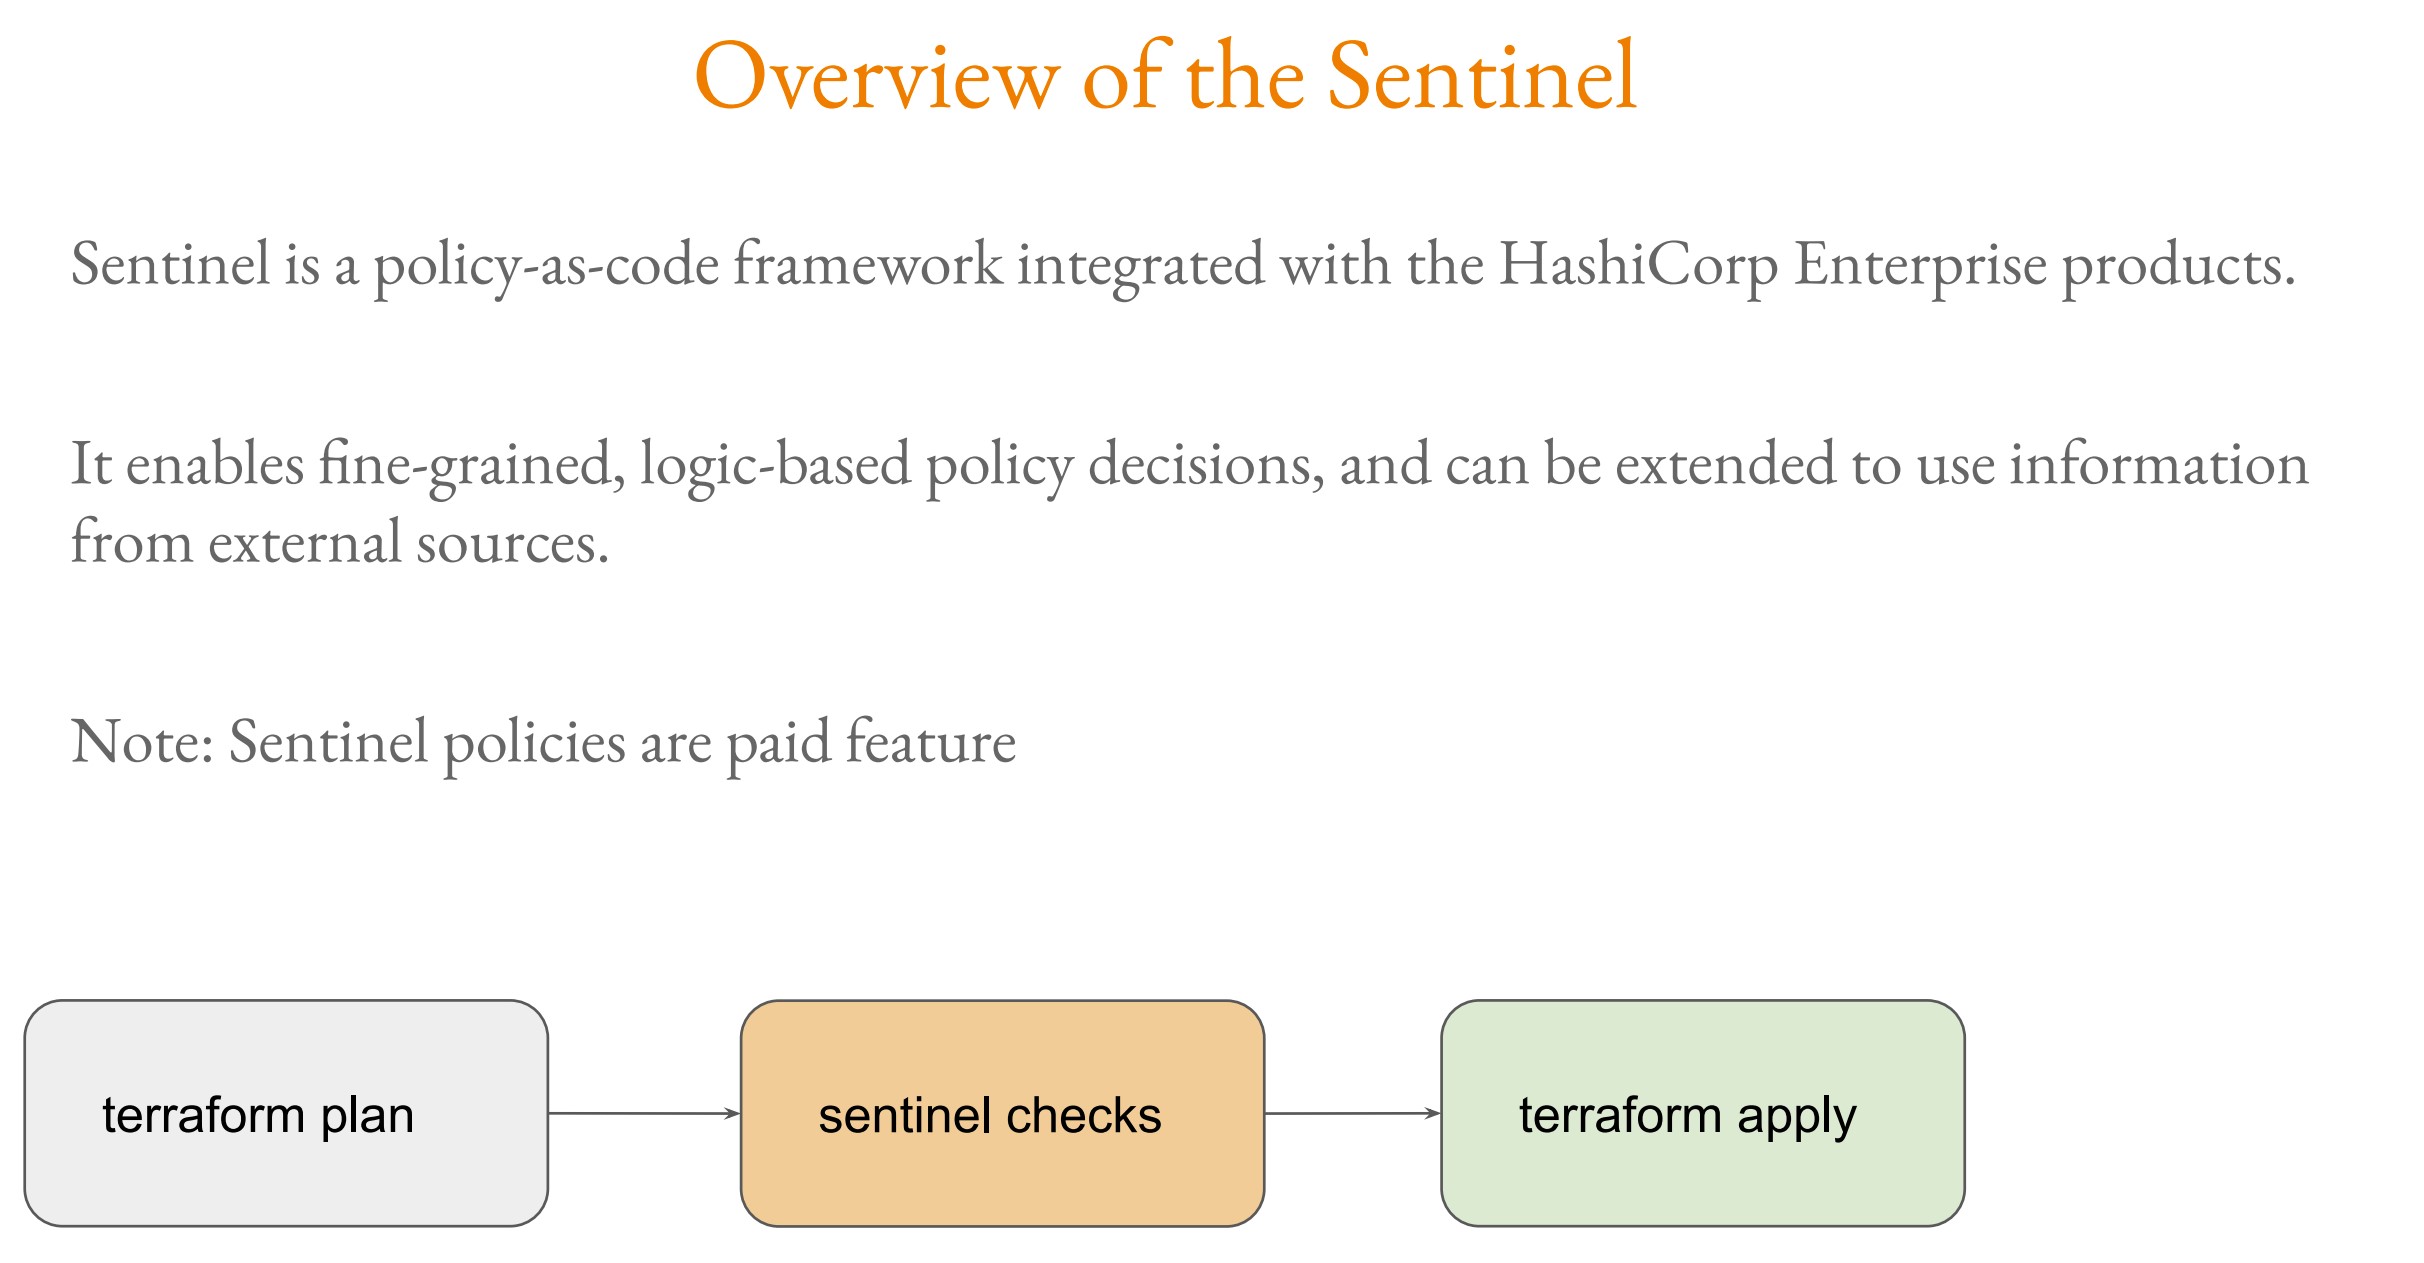 Overview of the Sentinel
Sentinel is a policy-as-code framework integrated with the HashiCorp Enterprise products.
It enables fine-grained, logic-based policy decisions, and can be extended to use information
from external sources.
Note: Sentinel policies are paid feature
terraform plan
sentinel checks
terraform apply